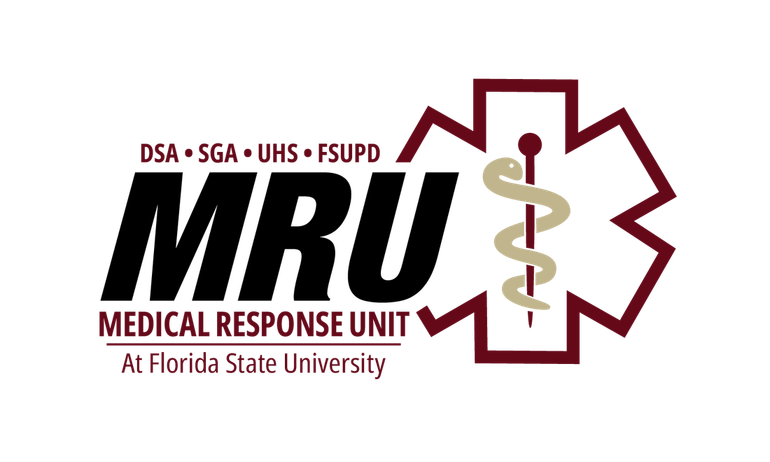 DSA • SGA • UHS • FSUPD
MRU
MEDICAL RESPONSE UNIT
At Florida State University